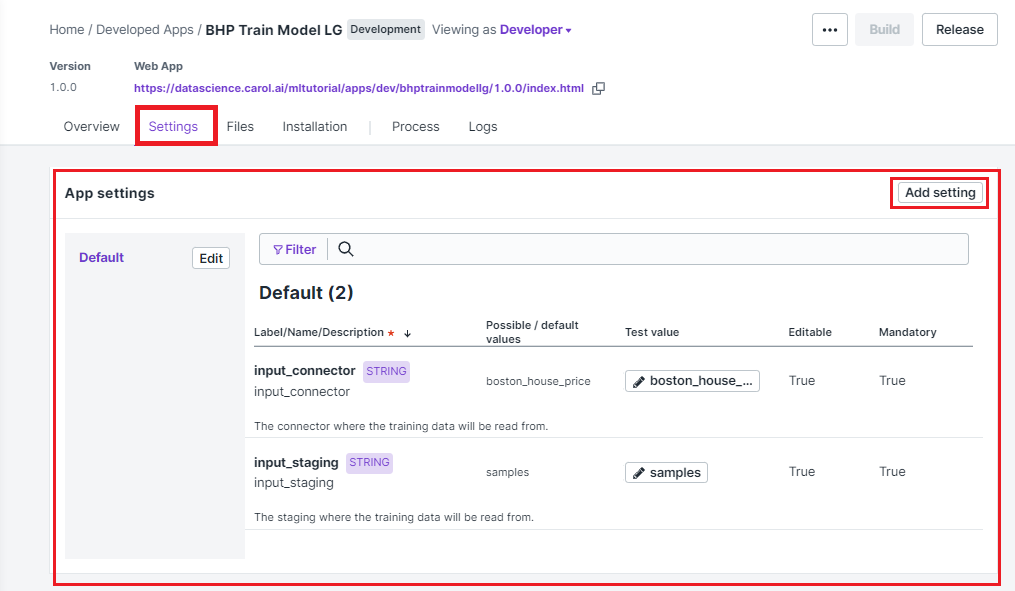 Home / Developed Apps / BHP Train Model LG Development Viewing as Developer
Build
Release
Version
Web App
1.0.0
https://datascience.carol.ai/mltutorial/apps/dev/bhptrainmodellg/1.0.0/index.html
Overview Settings Files Installation | Process Logs
App settings
Add setting
Default
Edit
Filter
Default (2)
Label/Name/Description * ↓
Possible / default
values
Test value
Editable
Mandatory
input_connector STRING
input_connector
boston_house_price
boston_house_...
True
True
The connector where the training data will be read from.
input_staging STRING
input_staging
samples
samples
True
True
The staging where the training data will be read from.